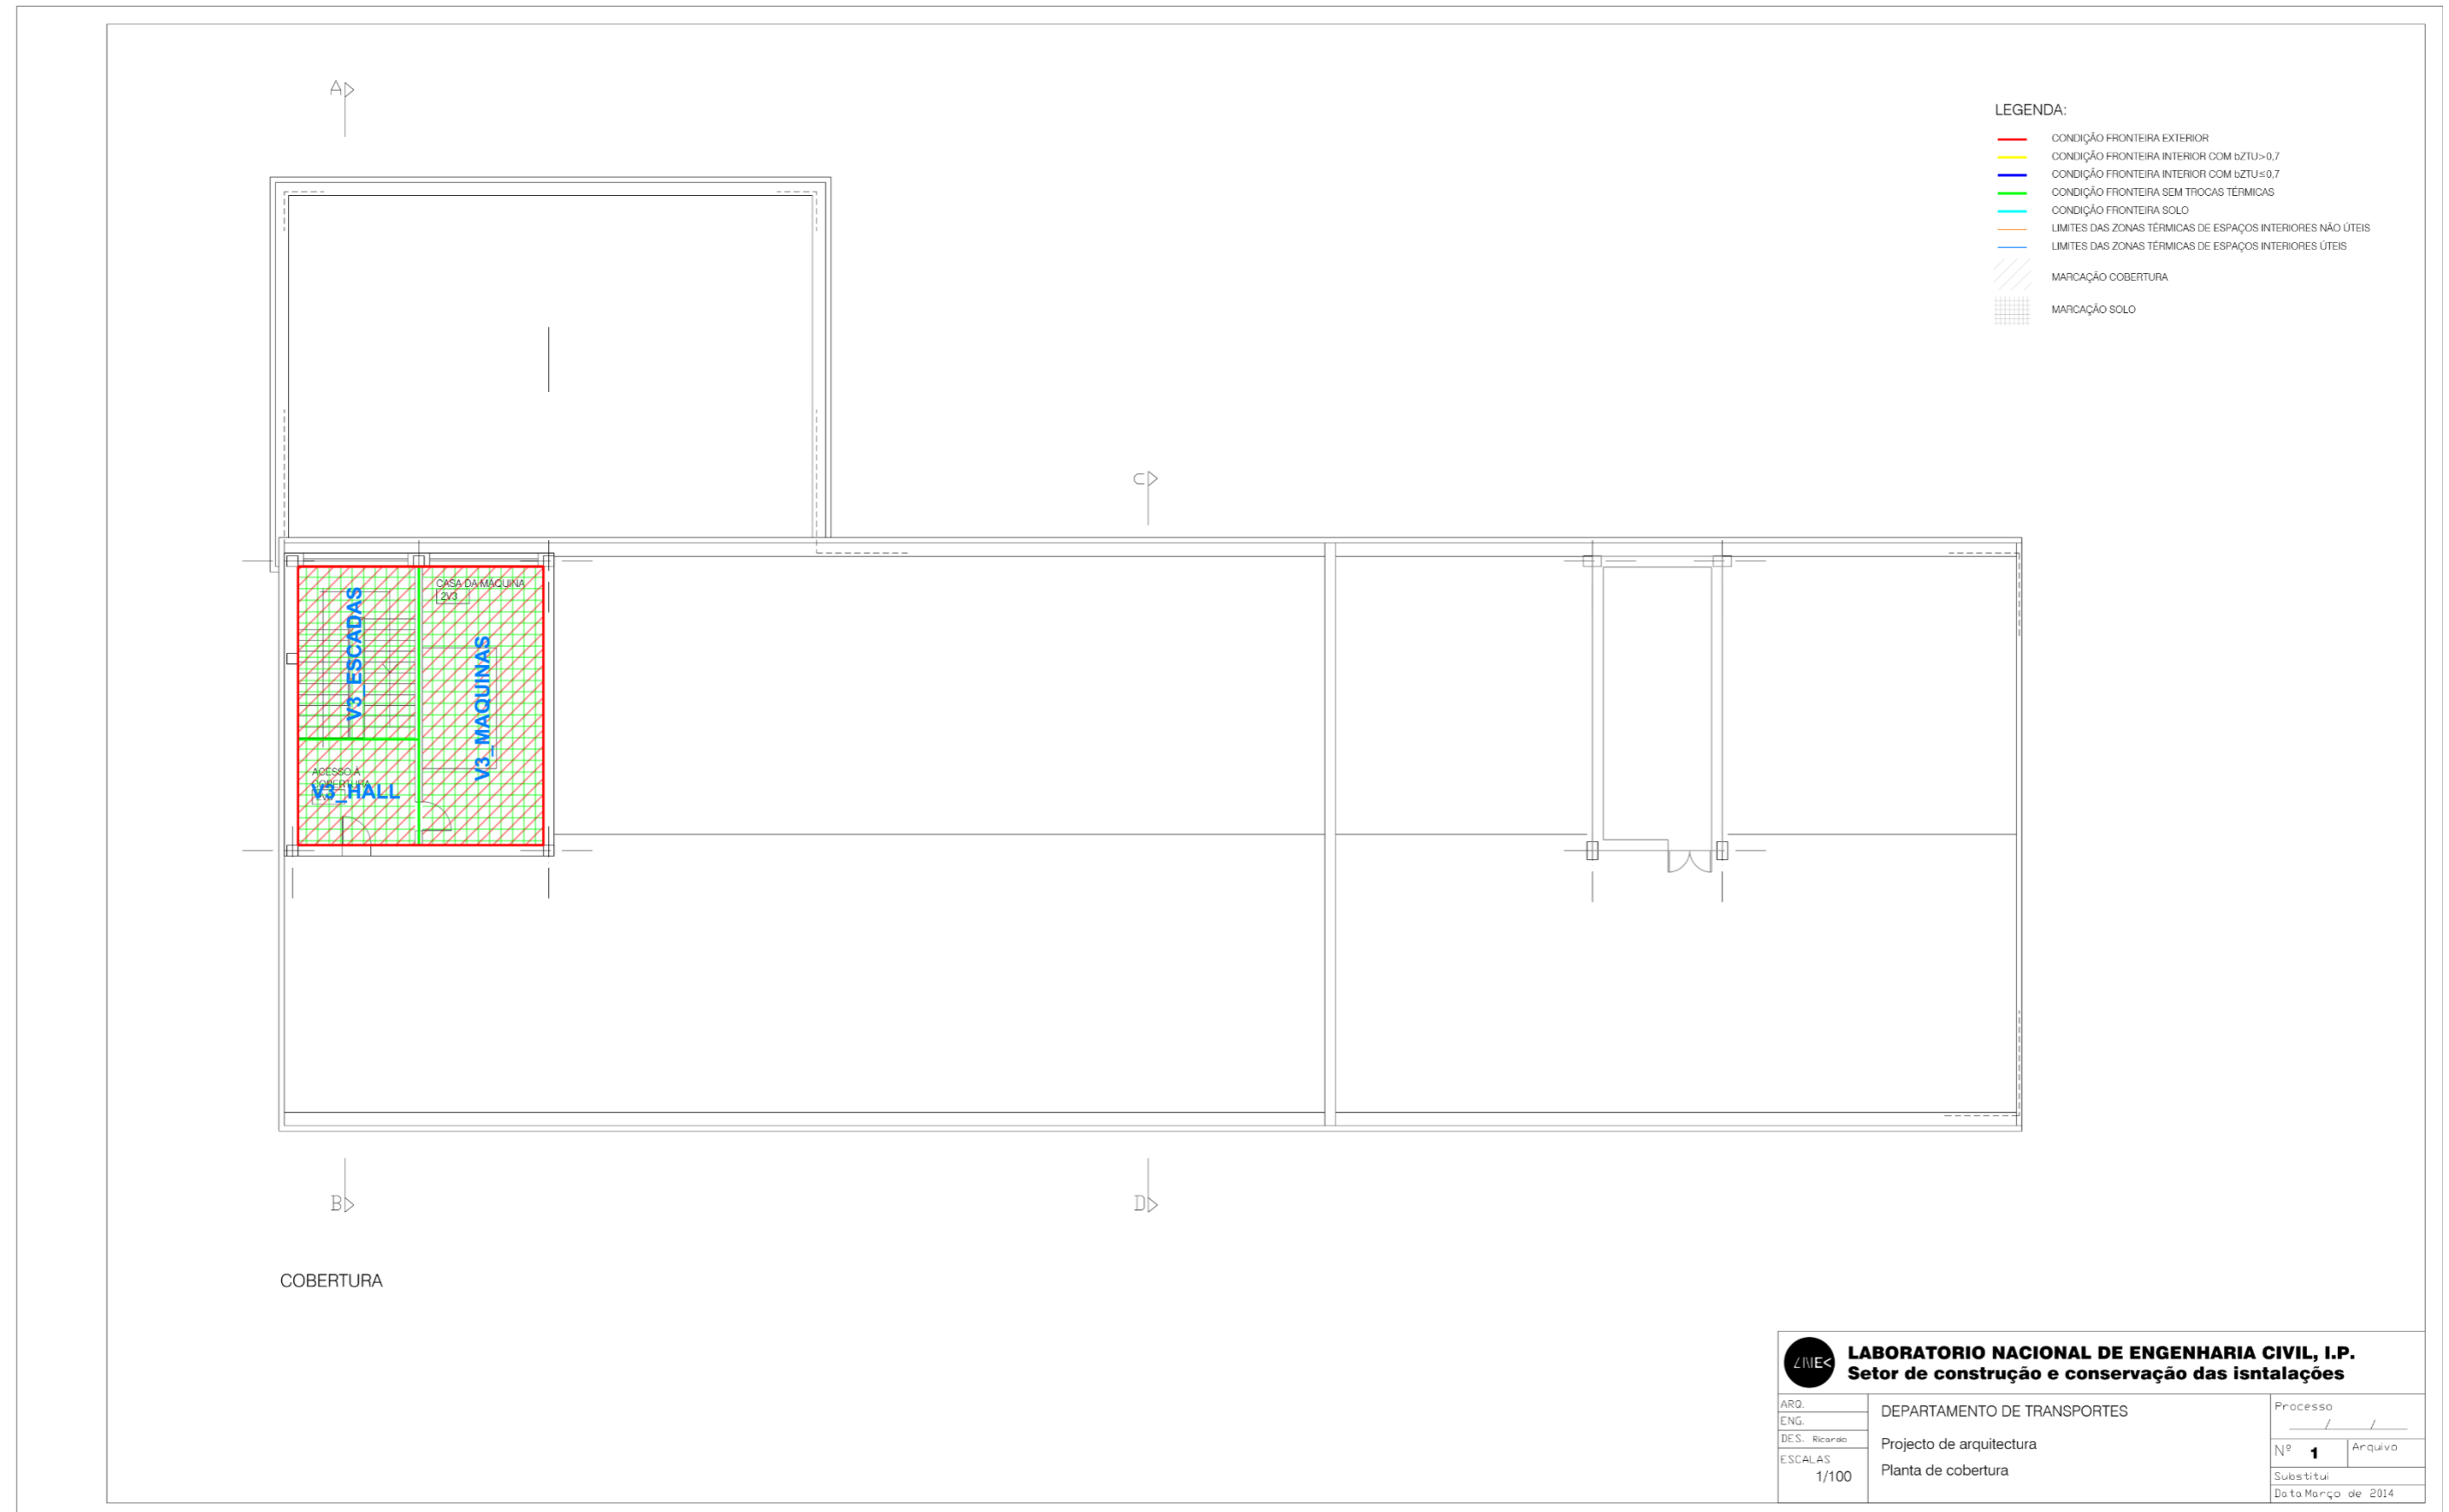 A
LEGENDA:
CONDIÇÃO FRONTEIRA EXTERIOR
CONDIÇÃO FRONTEIRA INTERIOR COM bZTU>0,7
CONDIÇÃO FRONTEIRA INTERIOR COM bZTU≤0,7
CONDIÇÃO FRONTEIRA SEM TROCAS TÉRMICAS
CONDIÇÃO FRONTEIRA SOLO
LIMITES DAS ZONAS TÉRMICAS DE ESPAÇOS INTERIORES NÃO ÚTEIS
LIMITES DAS ZONAS TÉRMICAS DE ESPAÇOS INTERIORES ÚTEIS
MARCAÇÃO COBERTURA
MARCAÇÃO SOLO
C
CASA DA MÁQUINA
2V3
V3_ESCADAS
V3_MAQUINAS
ACESSO À
COBERTURA
V3_HALL
B
D
COBERTURA
LNEC
LABORATORIO NACIONAL DE ENGENHARIA CIVIL, I.P.
Setor de construção e conservação das isntalações
ARQ.
ENG.
DES. Ricardo
ESCALAS
1/100
DEPARTAMENTO DE TRANSPORTES
Projecto de arquitectura
Planta de cobertura
Processo
/ /
Nº 1
Arquivo
Substitui
Data Março de 2014